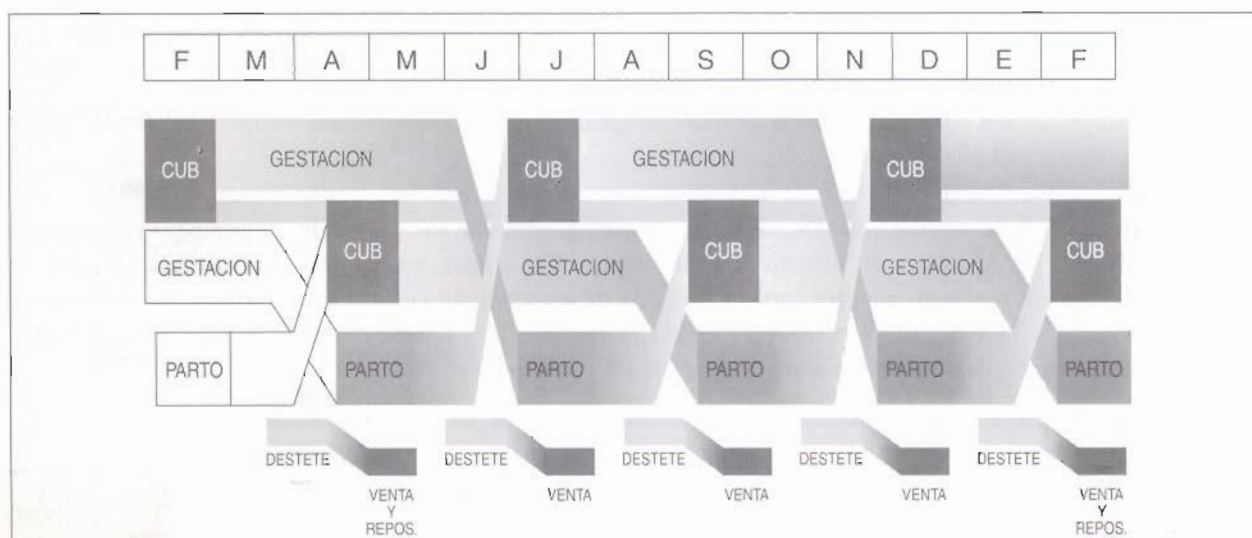 F M A M J J A S O N D E F
CUB GESTACION CUB GESTACION CUB
GESTACION CUB GESTACION CUB GESTACION CUB
PARTO PARTO PARTO PARTO PARTO PARTO
DESTETE DESTETE DESTETE DESTETE DESTETE
VENTA VENTA VENTA VENTA VENTA
Y Y
REPOS. REPOS.